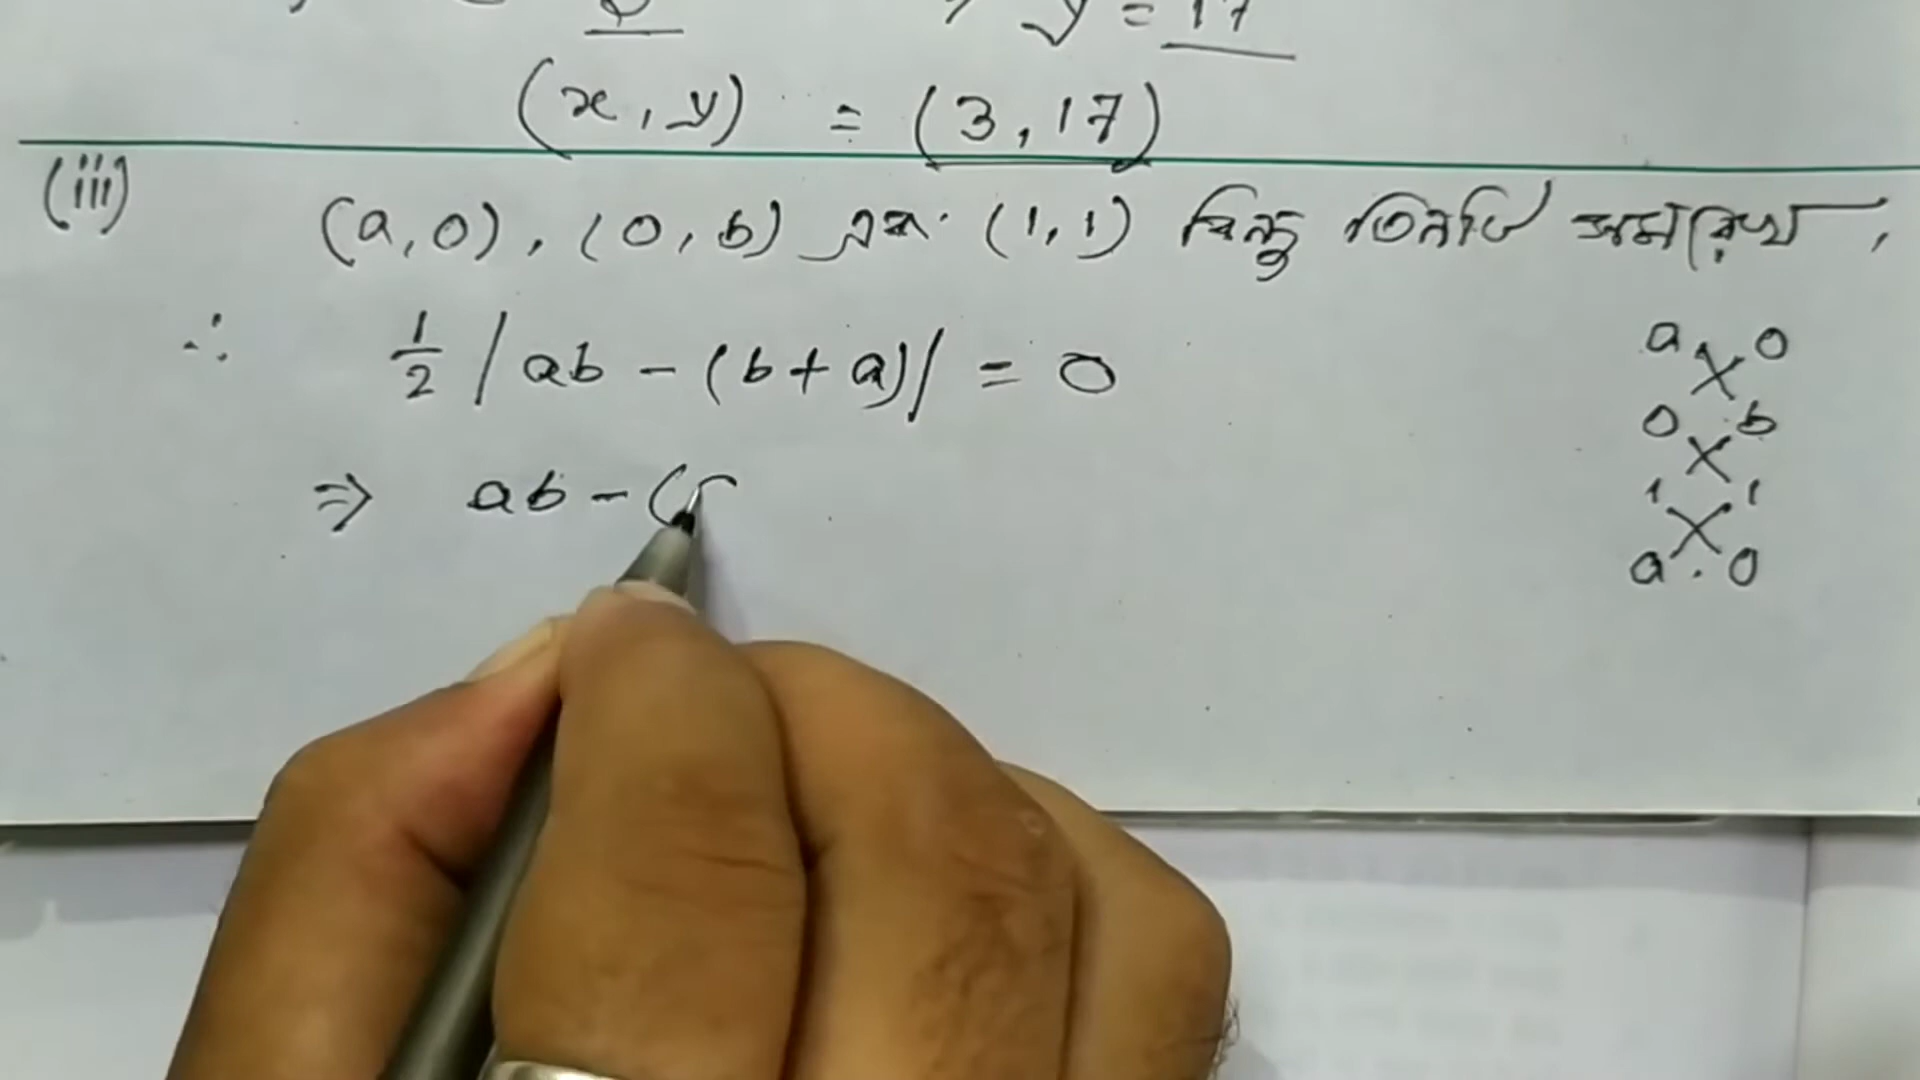 y = 17
(x, y) = (3, 17)
(iii) (a, 0), (0, b) এবং (1, 1) বিন্দু তিনটি সমরেখ,
∴ 1/2 | ab - (b + a) | = 0
a 0
0 b
1 1
a 0
⇒ ab - (